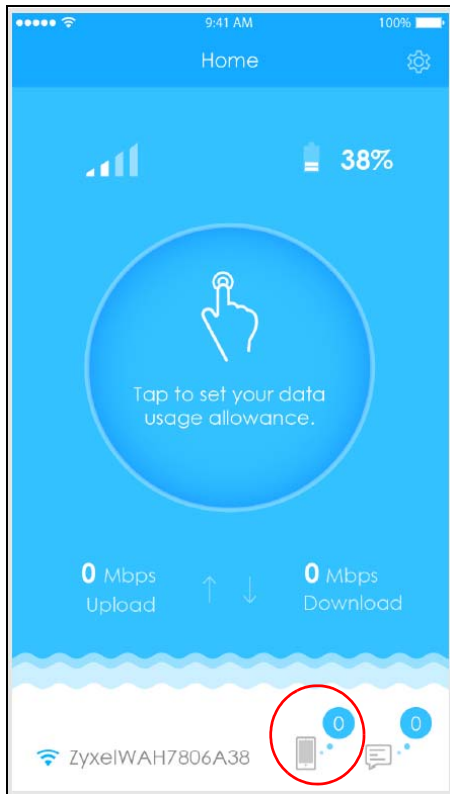 9:41 AM
100%
Home
38%
Tap to set your data
usage allowance.
0 Mbps
Upload
0 Mbps
Download
0
0
ZyxelWAH7806A38